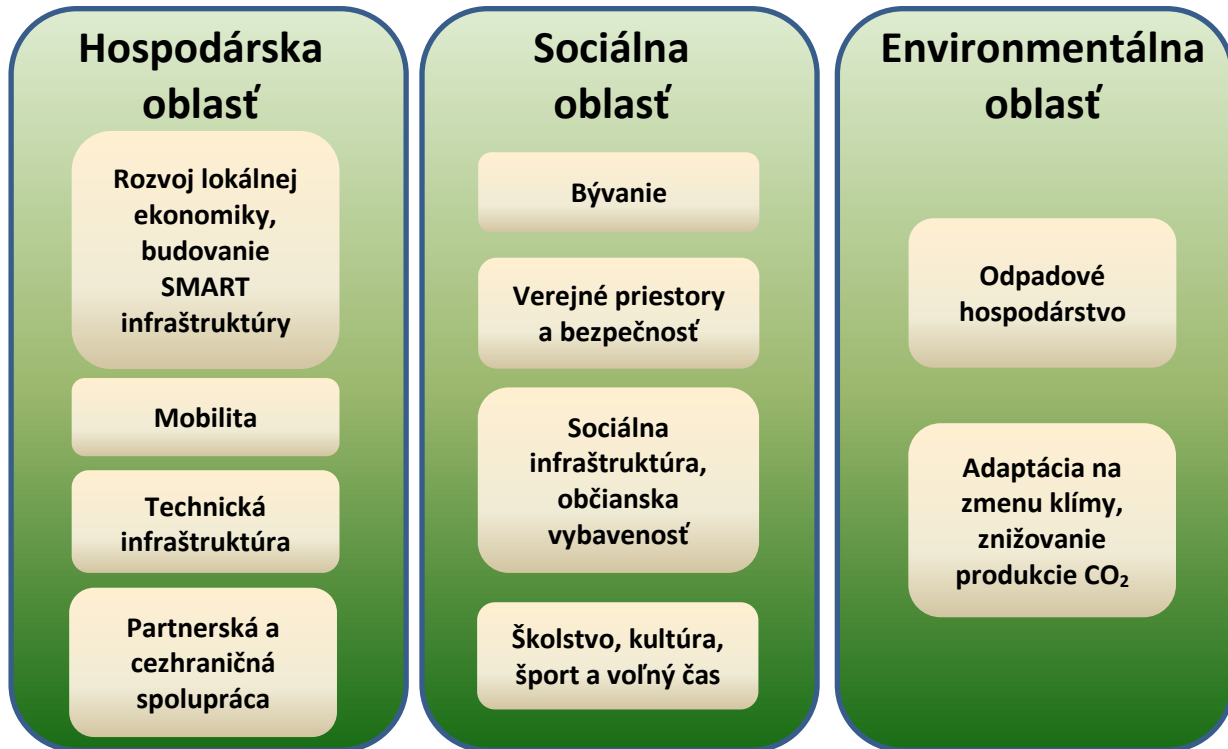 Hospodárska
oblasť
Rozvoj lokálnej
ekonomiky,
budovanie
SMART
infraštruktúry
Mobilita
Technická
infraštruktúra
Partnerská a
cezhraničná
spolupráca
Sociálna
oblasť
Bývanie
Verejné priestory
a bezpečnosť
Sociálna
infraštruktúra,
občianska
vybavenosť
Školstvo, kultúra,
šport a voľný čas
Environmentálna
oblasť
Odpadové
hospodárstvo
Adaptácia na
zmenu klímy,
znižovanie
produkcie CO₂